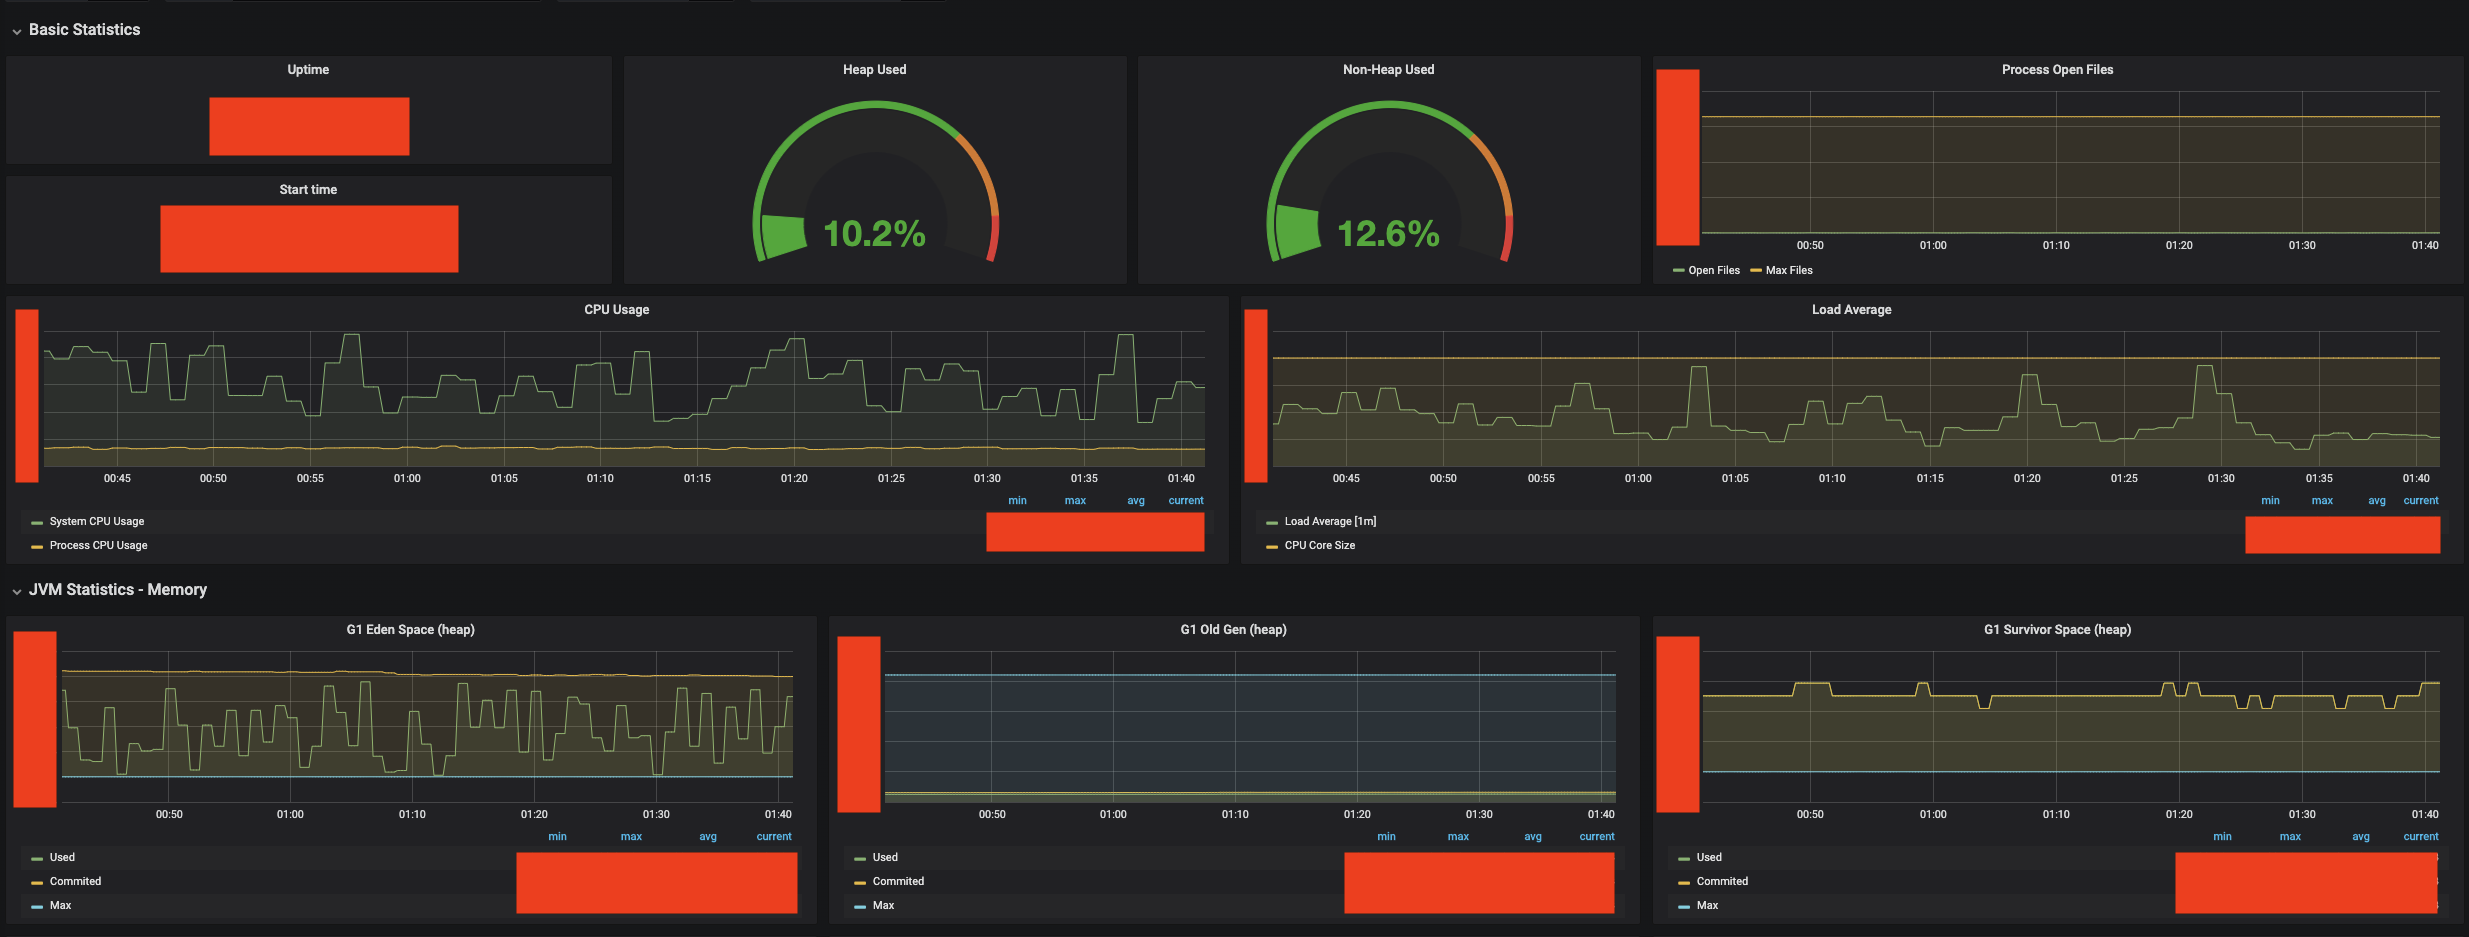 Basic Statistics
Uptime
Start time
Heap Used
10.2%
Non-Heap Used
12.6%
Process Open Files
00:50 01:00 01:10 01:20 01:30 01:40
Open Files Max Files
CPU Usage
00:45 00:50 00:55 01:00 01:05 01:10 01:15 01:20 01:25 01:30 01:35 01:40
min max avg current
System CPU Usage
Process CPU Usage
Load Average
00:45 00:50 00:55 01:00 01:05 01:10 01:15 01:20 01:25 01:30 01:35 01:40
min max avg current
Load Average [1m]
CPU Core Size
JVM Statistics - Memory
G1 Eden Space (heap)
00:50 01:00 01:10 01:20 01:30 01:40
min max avg current
Used
Commited
Max
G1 Old Gen (heap)
00:50 01:00 01:10 01:20 01:30 01:40
min max avg current
Used
Commited
Max
G1 Survivor Space (heap)
00:50 01:00 01:10 01:20 01:30 01:40
min max avg current
Used
Commited
Max